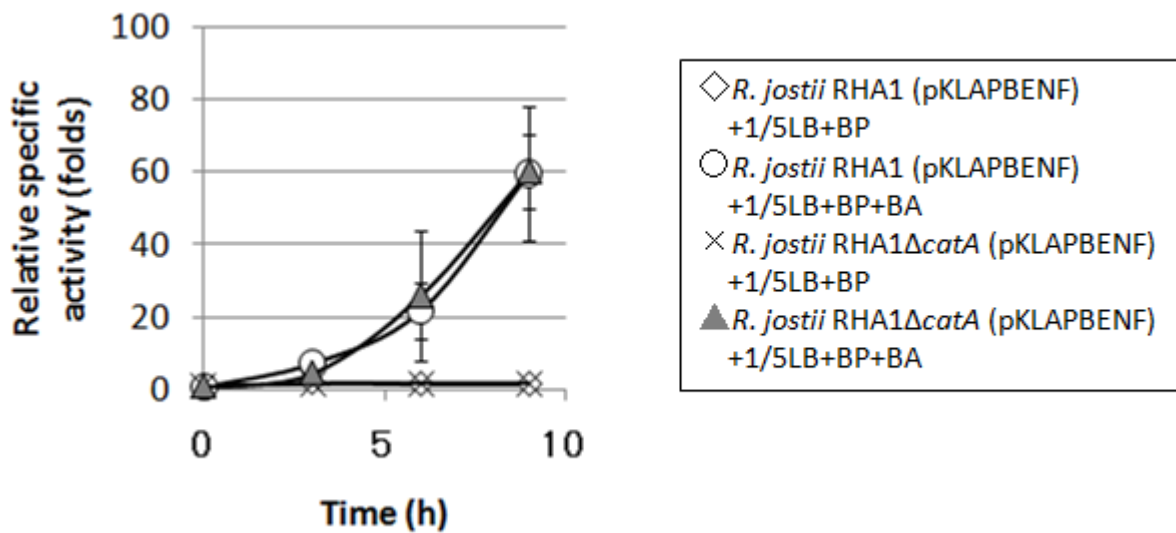 Relative specific
activity (folds)
100
80
60
40
20
0
0
5
10
Time (h)
R. jostii RHA1 (pKLAPBENF)
+1/5LB+BP
R. jostii RHA1 (pKLAPBENF)
+1/5LB+BP+BA
R. jostii RHA1ΔcatA (pKLAPBENF)
+1/5LB+BP
R. jostii RHA1ΔcatA (pKLAPBENF)
+1/5LB+BP+BA